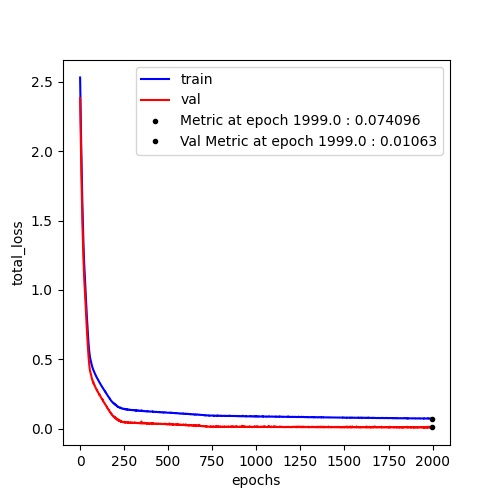 train
val
Metric at epoch 1999.0 : 0.074096
Val Metric at epoch 1999.0 : 0.01063
2.5
2.0
1.5
1.0
0.5
0.0
total_loss
0 250 500 750 1000 1250 1500 1750 2000
epochs